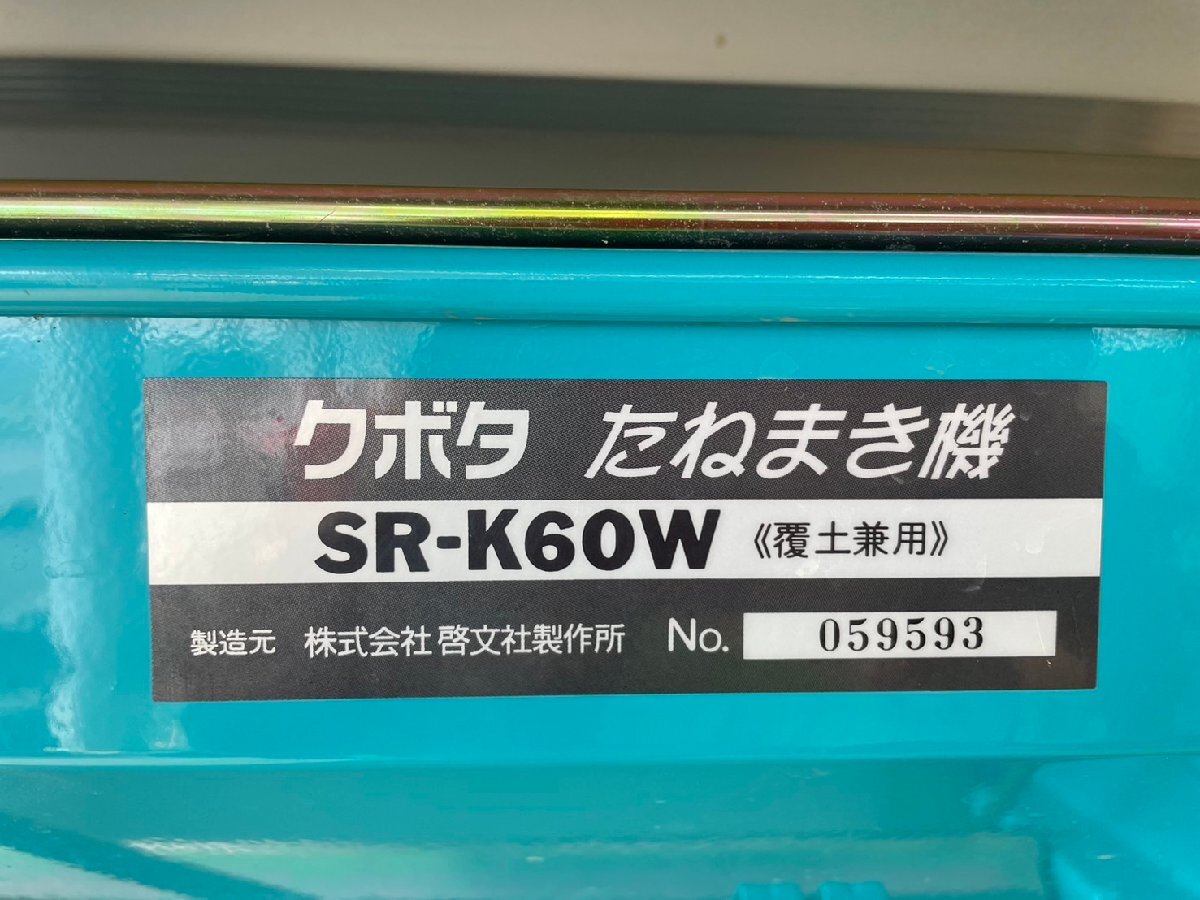 クボタ たねまき機
SR-K60W 《覆土兼用》
製造元 株式会社 啓文社製作所 No. 059593